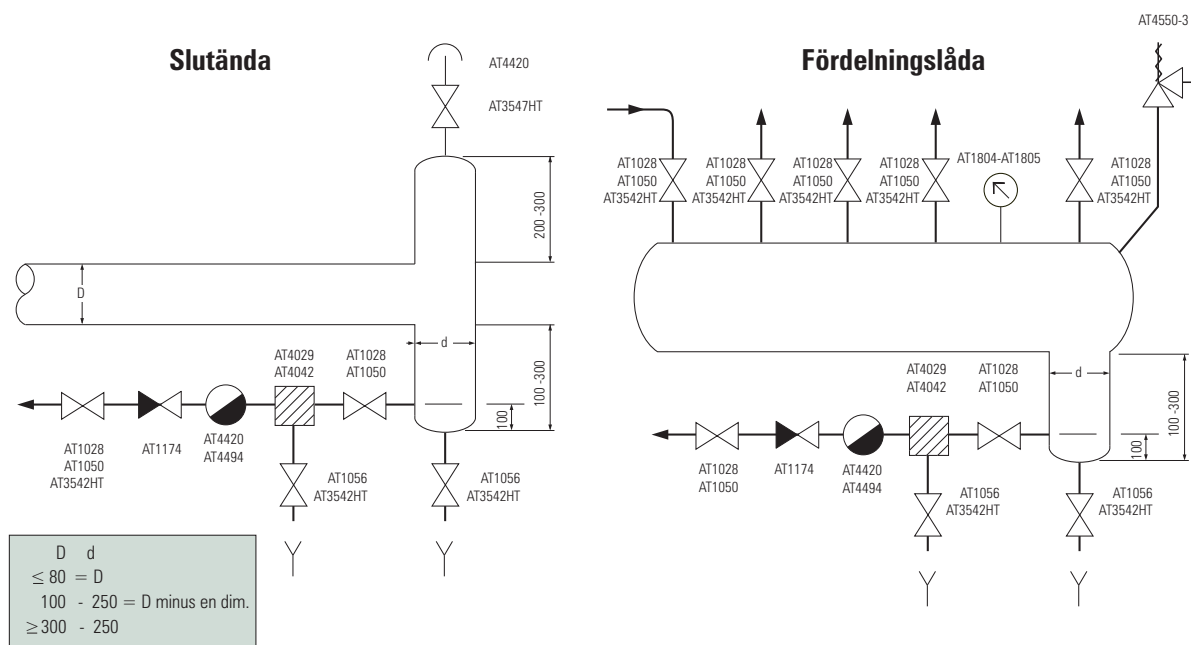 Slutända
AT4420
AT3547HT
200 -300
D
d
100 -300
100
AT4029
AT4042
AT1028
AT1050
AT1028
AT1050
AT3542HT
AT1174
AT4420
AT4494
AT1056
AT3542HT
AT1056
AT3542HT
D d
≤ 80 = D
100 - 250 = D minus en dim.
≥300 - 250
Fördelningslåda
AT4550-3
AT1028
AT1050
AT3542HT
AT1028
AT1050
AT3542HT
AT1028
AT1050
AT3542HT
AT1028
AT1050
AT3542HT
AT1804-AT1805
AT1028
AT1050
AT3542HT
d
100 -300
100
AT4029
AT4042
AT1028
AT1050
AT1028
AT1050
AT1174
AT4420
AT4494
AT1056
AT3542HT
AT1056
AT3542HT